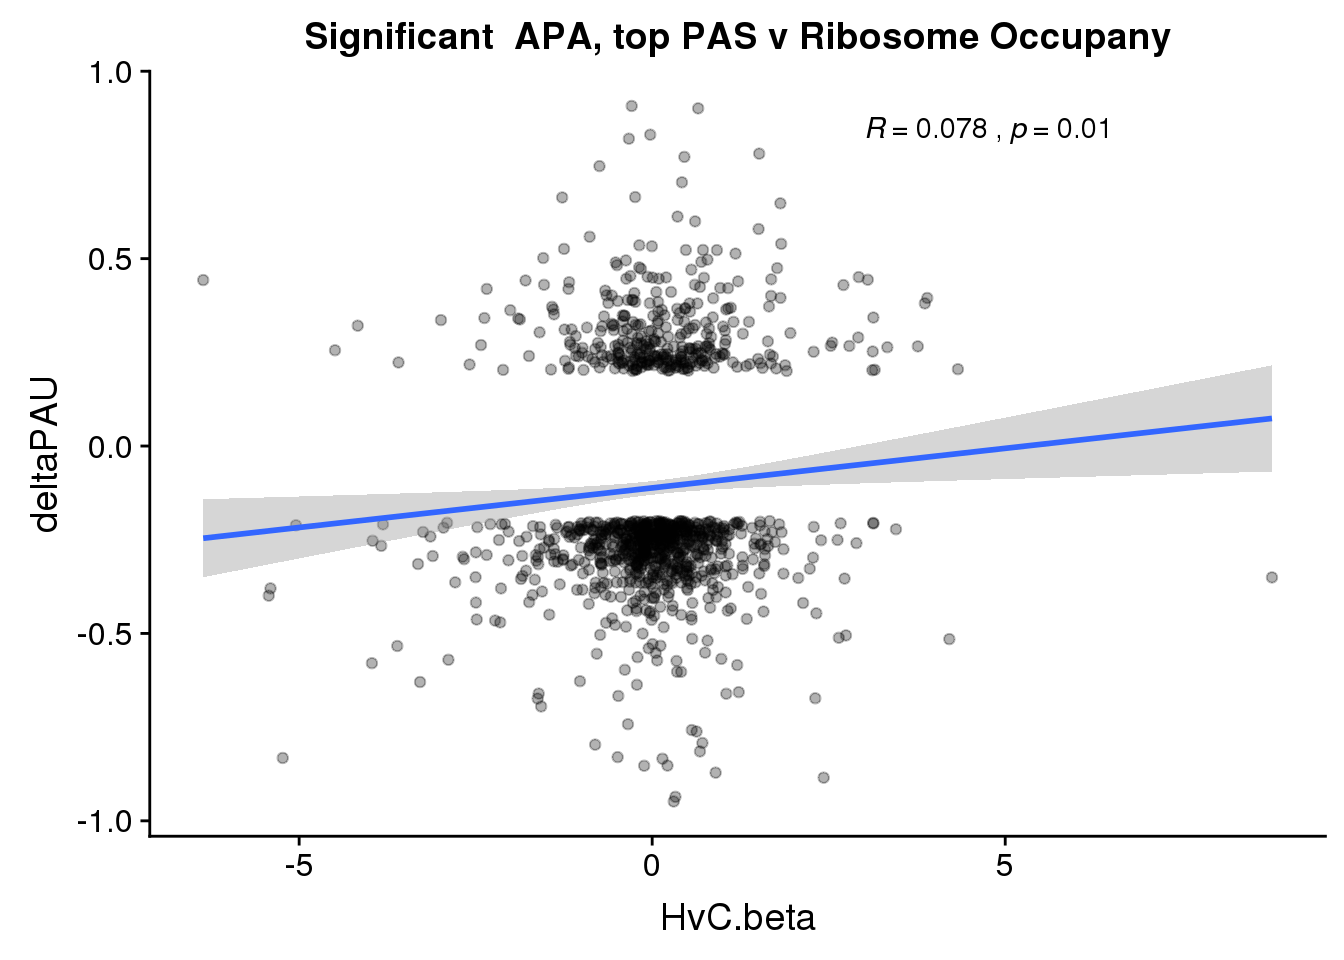 Significant  APA, top PAS v Ribosome Occupany
R = 0.078 , p = 0.01
1.0
0.5
0.0
-0.5
-1.0
deltaPAU
-5
0
5
HvC.beta